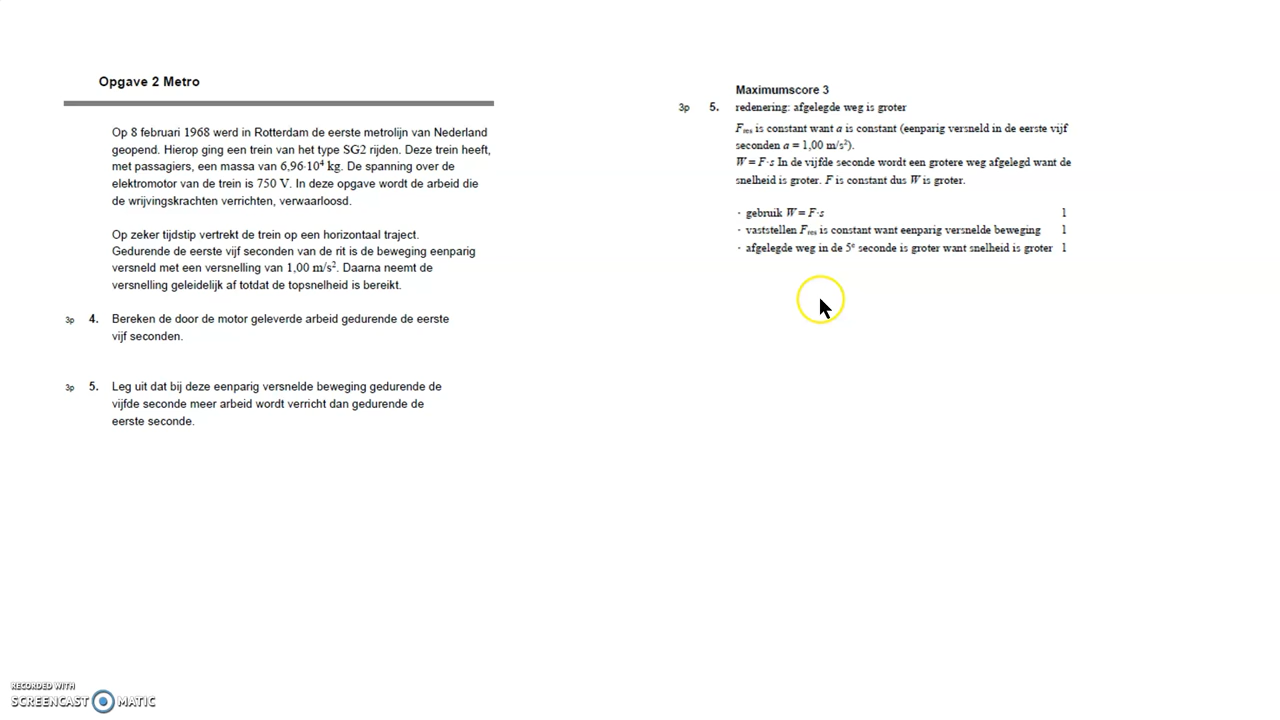 Opgave 2 Metro
Op 8 februari 1968 werd in Rotterdam de eerste metrolijn van Nederland
geopend. Hierop ging een trein van het type SG2 rijden. Deze trein heeft,
met passagiers, een massa van 6,96·10⁴ kg. De spanning over de
elektromotor van de trein is 750 V. In deze opgave wordt de arbeid die
de wrijvingskrachten verrichten, verwaarloosd.
Op zeker tijdstip vertrekt de trein op een horizontaal traject.
Gedurende de eerste vijf seconden van de rit is de beweging eenparig
versneld met een versnelling van 1,00 m/s². Daarna neemt de
versnelling geleidelijk af totdat de topsnelheid is bereikt.
3p 4. Bereken de door de motor geleverde arbeid gedurende de eerste
vijf seconden.
3p 5. Leg uit dat bij deze eenparig versnelde beweging gedurende de
vijfde seconde meer arbeid wordt verricht dan gedurende de
eerste seconde.
Maximumscore 3
3p 5. redenering: afgelegde weg is groter
Fres is constant want a is constant (eenparig versneld in de eerste vijf
seconden a = 1,00 m/s²).
W = F·s In de vijfde seconde wordt een grotere weg afgelegd want de
snelheid is groter. F is constant dus W is groter.
· gebruik W = F·s 1
· vaststellen Fres is constant want eenparig versnelde beweging 1
· afgelegde weg in de 5ᵉ seconde is groter want snelheid is groter 1
RECORDED WITH
SCREENCAST MATIC